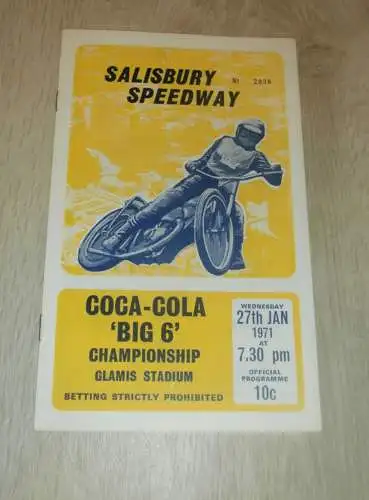 SALISBURY
SPEEDWAY
Nº 2838
COCA-COLA
'BIG 6'
CHAMPIONSHIP
GLAMIS STADIUM
BETTING STRICTLY PROHIBITED
WEDNESDAY
27th JAN
1971
AT
7.30 pm
OFFICIAL
PROGRAMME
10c